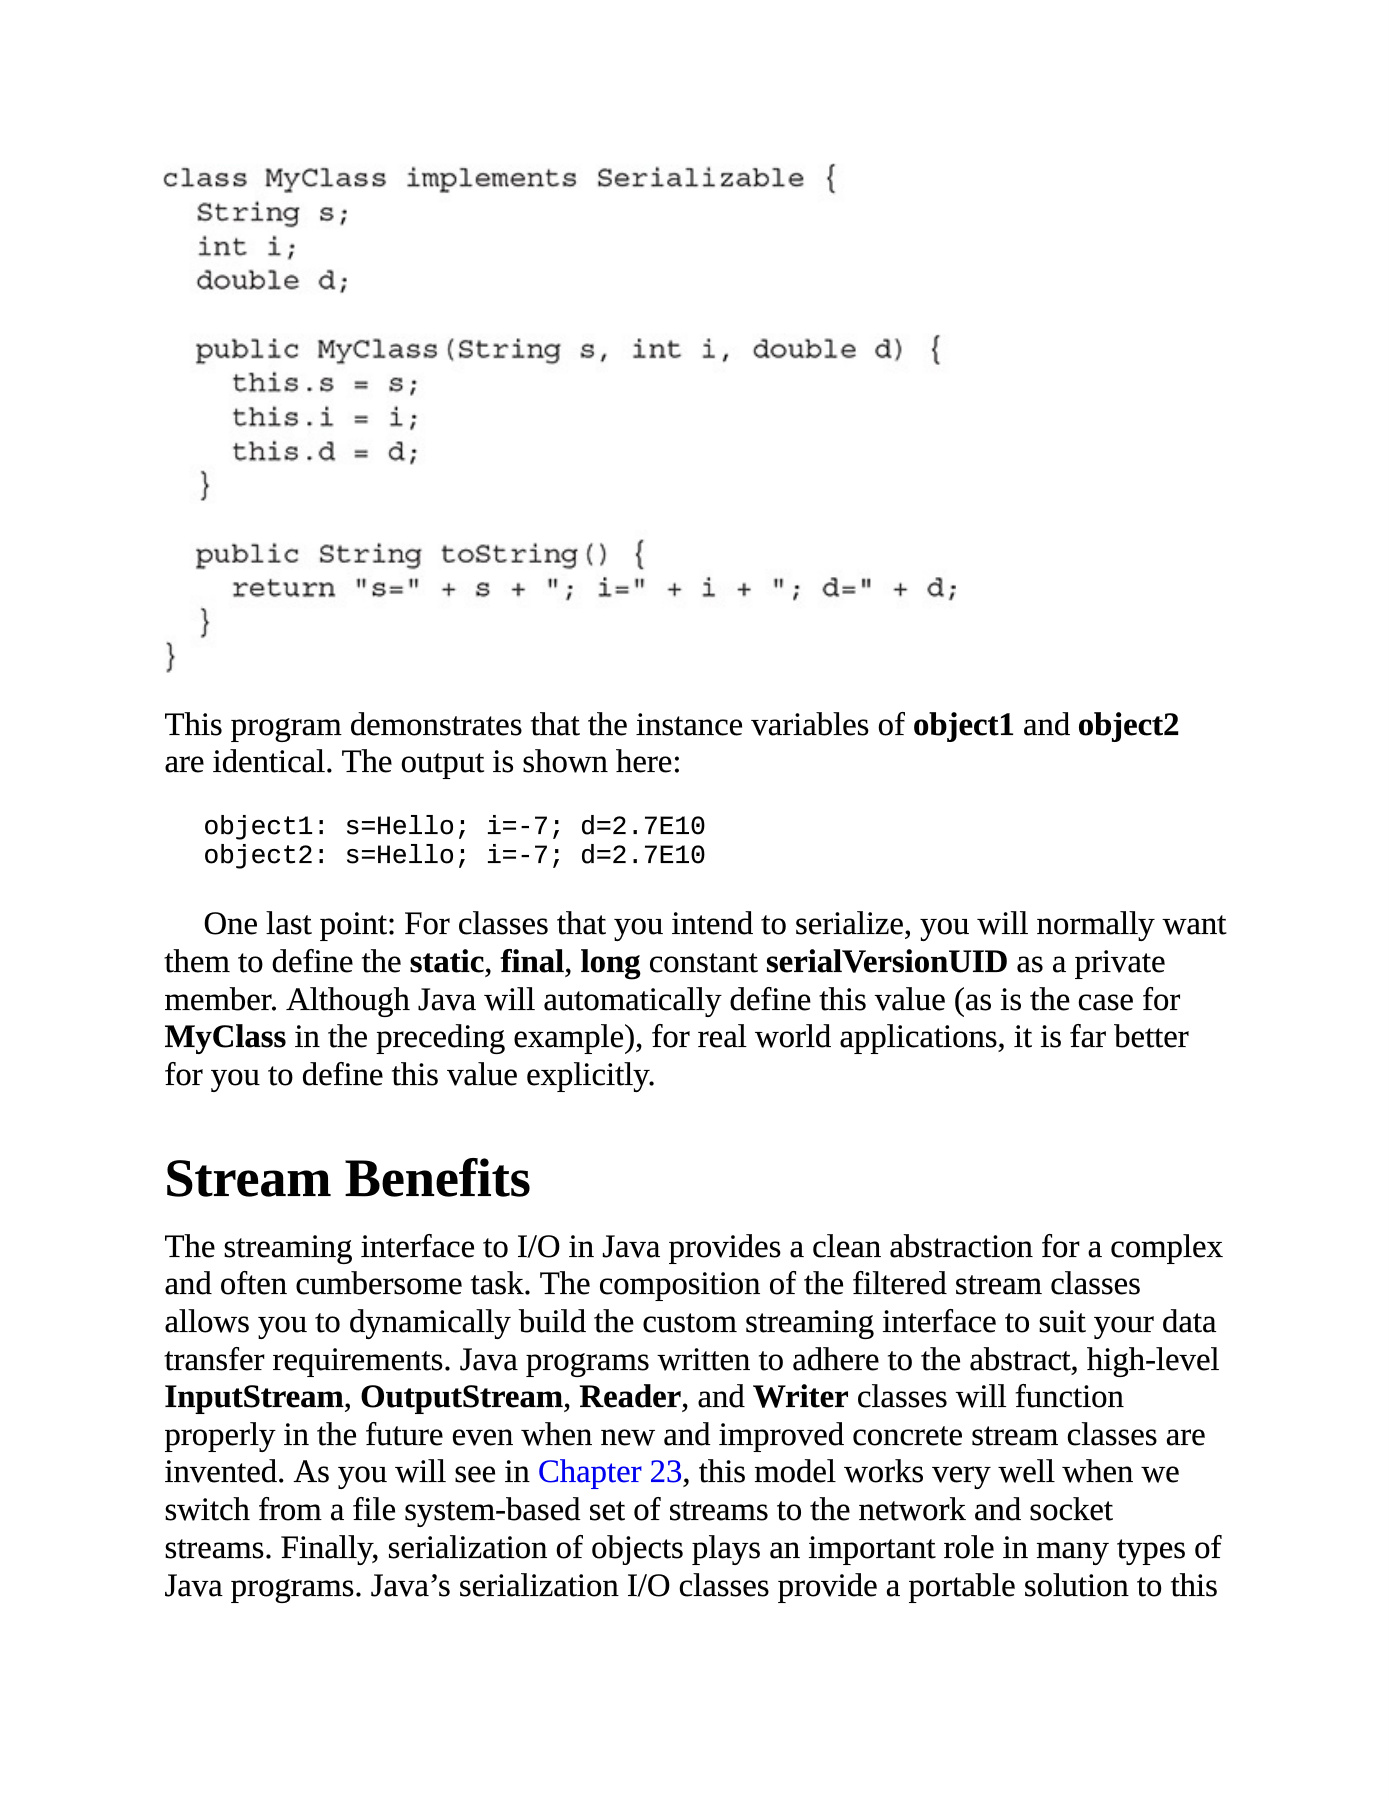 class MyClass implements Serializable {
  String s;
  int i;
  double d;

  public MyClass(String s, int i, double d) {
    this.s = s;
    this.i = i;
    this.d = d;
  }

  public String toString() {
    return "s=" + s + "; i=" + i + "; d=" + d;
  }
}
This program demonstrates that the instance variables of object1 and object2
are identical. The output is shown here:
object1: s=Hello; i=-7; d=2.7E10
object2: s=Hello; i=-7; d=2.7E10
One last point: For classes that you intend to serialize, you will normally want
them to define the static, final, long constant serialVersionUID as a private
member. Although Java will automatically define this value (as is the case for
MyClass in the preceding example), for real world applications, it is far better
for you to define this value explicitly.
Stream Benefits
The streaming interface to I/O in Java provides a clean abstraction for a complex
and often cumbersome task. The composition of the filtered stream classes
allows you to dynamically build the custom streaming interface to suit your data
transfer requirements. Java programs written to adhere to the abstract, high-level
InputStream, OutputStream, Reader, and Writer classes will function
properly in the future even when new and improved concrete stream classes are
invented. As you will see in Chapter 23, this model works very well when we
switch from a file system-based set of streams to the network and socket
streams. Finally, serialization of objects plays an important role in many types of
Java programs. Java’s serialization I/O classes provide a portable solution to this